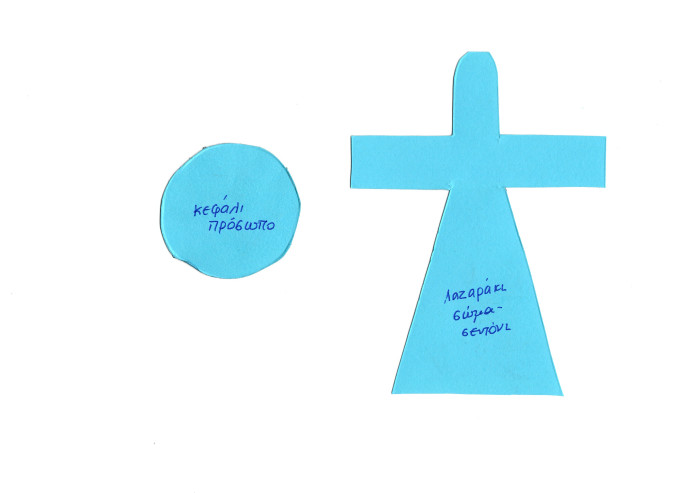 κεφάλι
πρόσωπο
λαζαράκι
σώμα-
σεντόνι